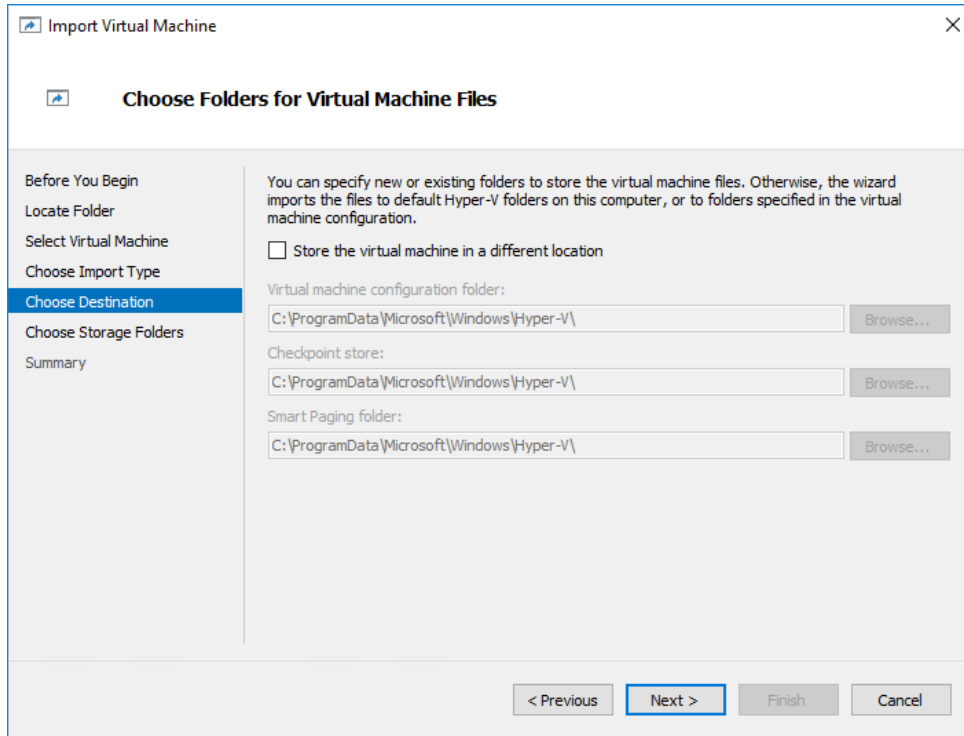 Import Virtual Machine
Choose Folders for Virtual Machine Files
Before You Begin
Locate Folder
Select Virtual Machine
Choose Import Type
Choose Destination
Choose Storage Folders
Summary
You can specify new or existing folders to store the virtual machine files. Otherwise, the wizard
imports the files to default Hyper-V folders on this computer, or to folders specified in the virtual
machine configuration.
Store the virtual machine in a different location
Virtual machine configuration folder:
C:\ProgramData\Microsoft\Windows\Hyper-V\ Browse...
Checkpoint store:
C:\ProgramData\Microsoft\Windows\Hyper-V\ Browse...
Smart Paging folder:
C:\ProgramData\Microsoft\Windows\Hyper-V\ Browse...
< Previous Next > Finish Cancel